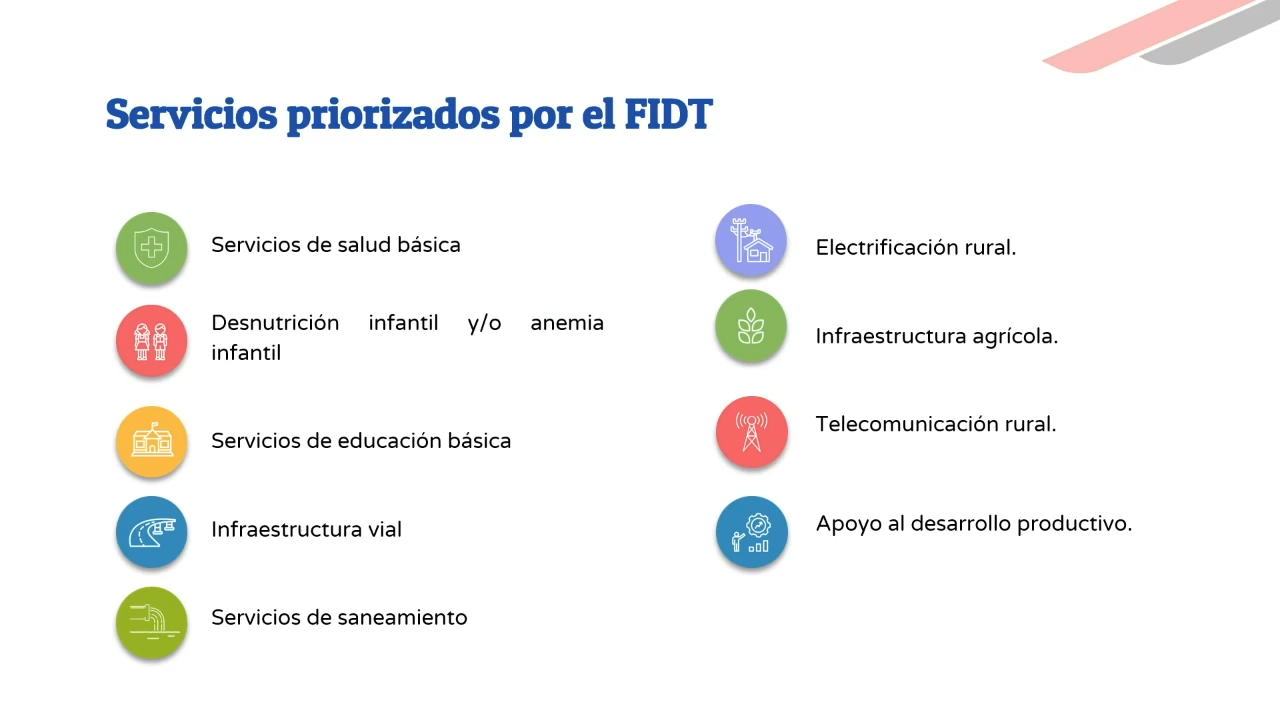 Servicios priorizados por el FIDT
Servicios de salud básica
Desnutrición infantil y/o anemia
infantil
Servicios de educación básica
Infraestructura vial
Servicios de saneamiento
Electrificación rural.
Infraestructura agrícola.
Telecomunicación rural.
Apoyo al desarrollo productivo.